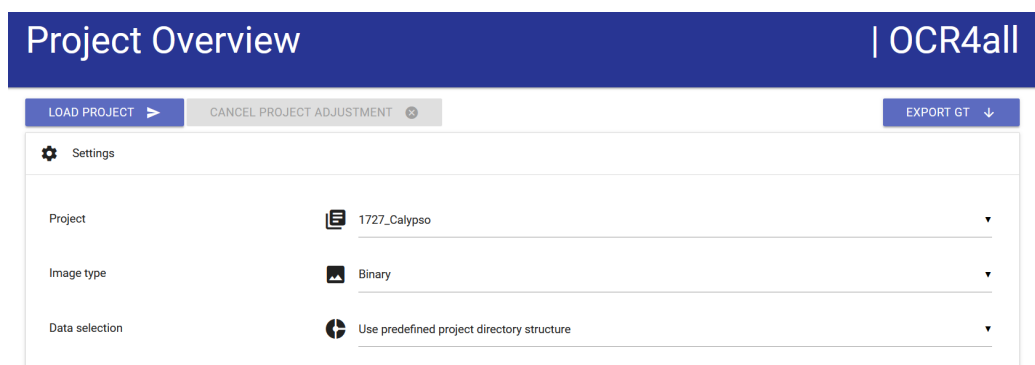 Project Overview | OCR4all
LOAD PROJECT CANCEL PROJECT ADJUSTMENT EXPORT GT
Settings
Project 1727_Calypso
Image type Binary
Data selection Use predefined project directory structure